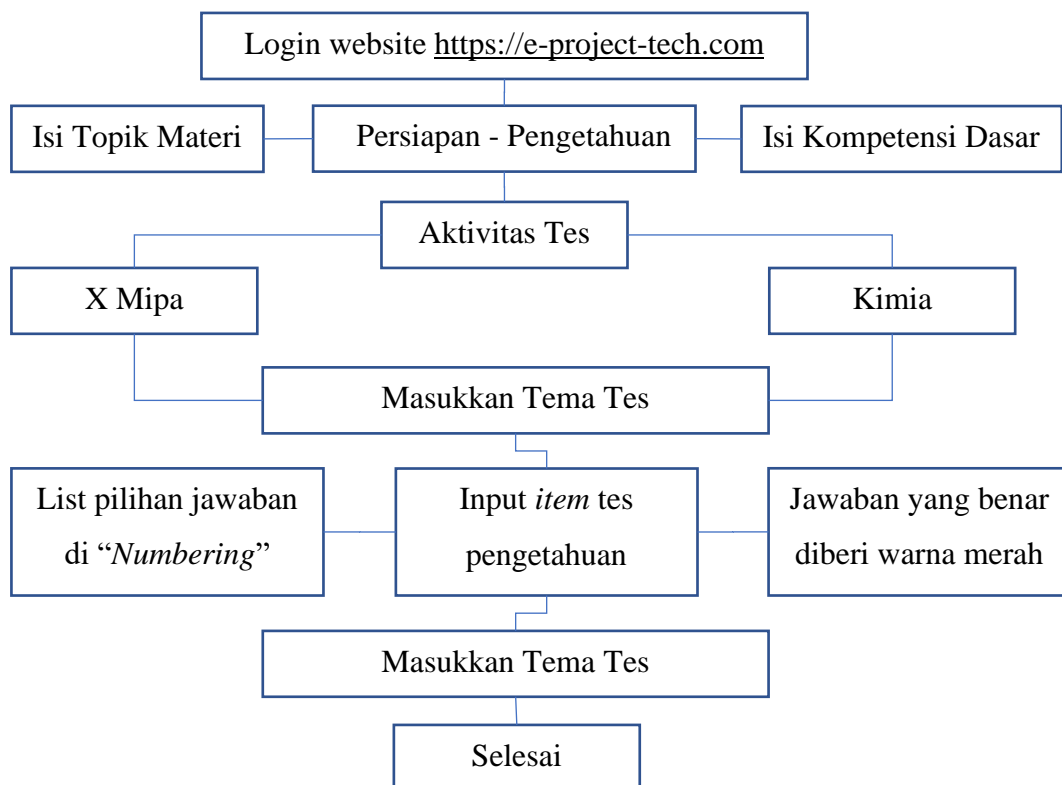 Login website https://e-project-tech.com
Isi Topik Materi
Persiapan - Pengetahuan
Isi Kompetensi Dasar
Aktivitas Tes
X Mipa
Kimia
Masukkan Tema Tes
List pilihan jawaban
di “Numbering”
Input item tes
pengetahuan
Jawaban yang benar
diberi warna merah
Masukkan Tema Tes
Selesai